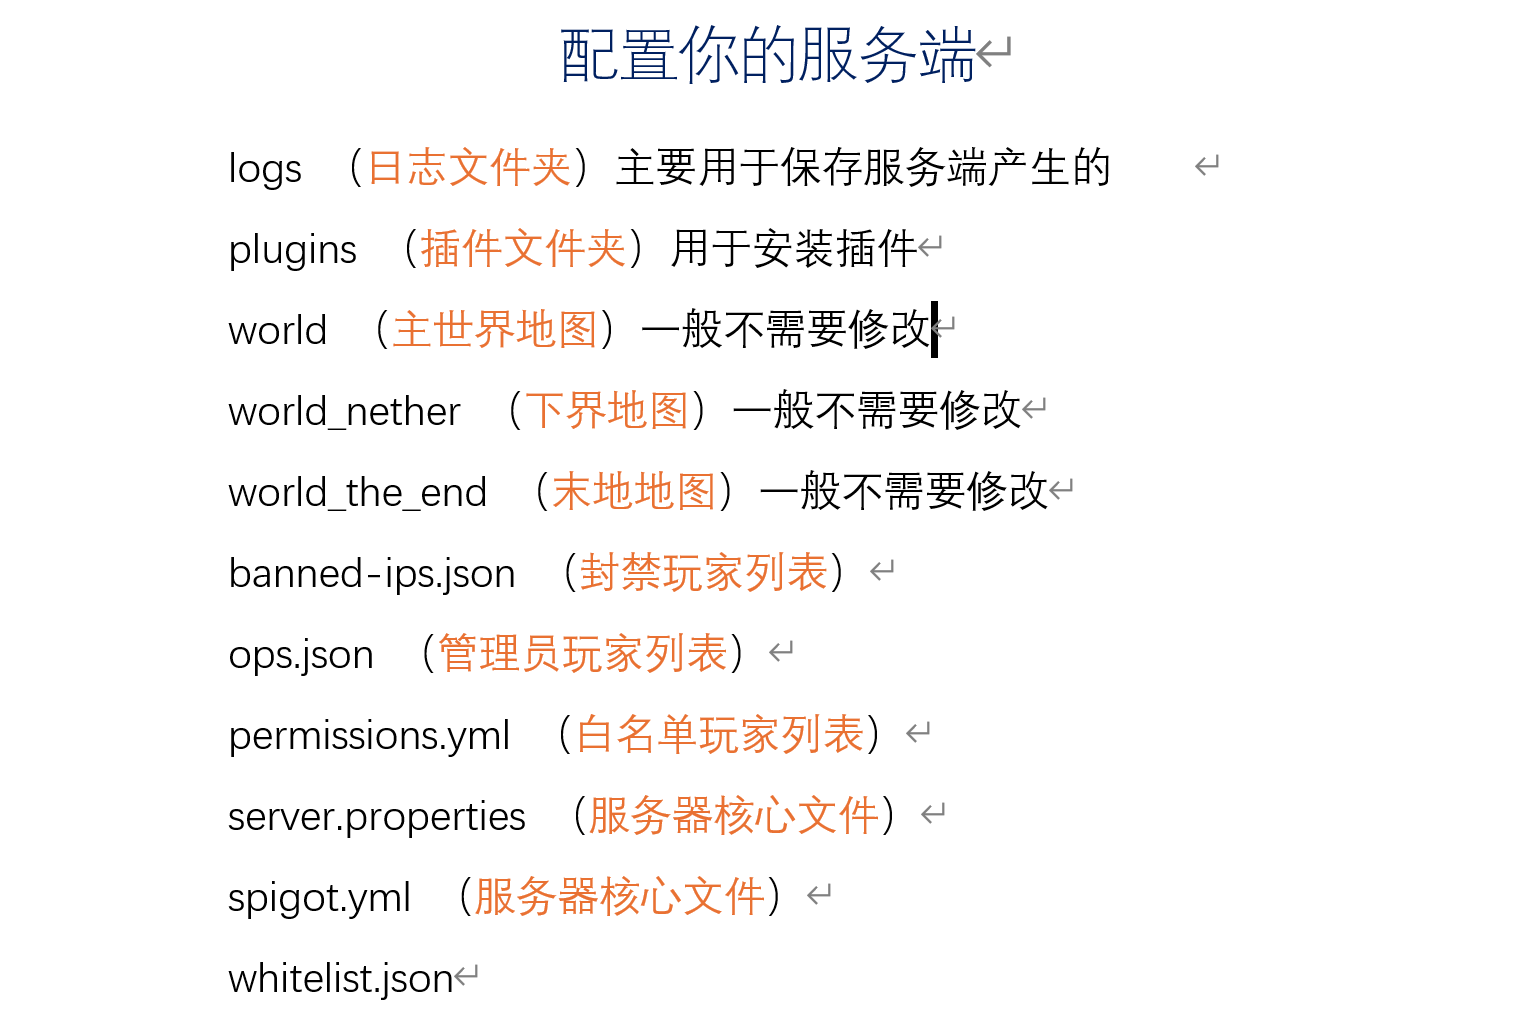 配置你的服务端
logs （日志文件夹）主要用于保存服务端产生的
plugins （插件文件夹）用于安装插件
world （主世界地图）一般不需要修改
world_nether （下界地图）一般不需要修改
world_the_end （末地地图）一般不需要修改
banned-ips.json （封禁玩家列表）
ops.json （管理员玩家列表）
permissions.yml （白名单玩家列表）
server.properties （服务器核心文件）
spigot.yml （服务器核心文件）
whitelist.json